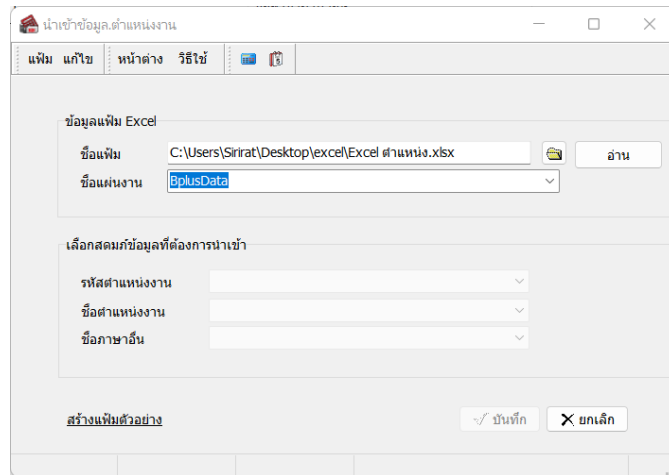 นำเข้าข้อมูล.ตำแหน่งงาน
แฟ้ม แก้ไข หน้าต่าง วิธีใช้
ข้อมูลแฟ้ม Excel
ชื่อแฟ้ม C:\Users\Sirirat\Desktop\excel\Excel ตำแหน่ง.xlsx อ่าน
ชื่อแผ่นงาน BplusData
เลือกสดมภ์ข้อมูลที่ต้องการนำเข้า
รหัสตำแหน่งงาน
ชื่อตำแหน่งงาน
ชื่อภาษาอื่น
สร้างแฟ้มตัวอย่าง บันทึก ยกเลิก